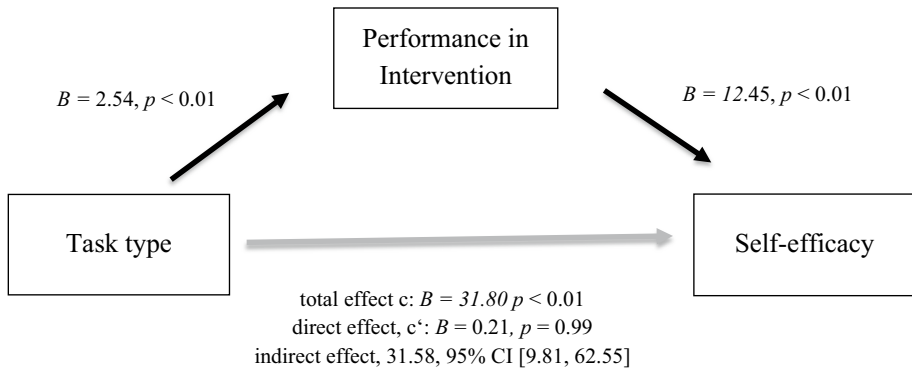 Performance in
Intervention
B = 2.54, p < 0.01
B = 12.45, p < 0.01
Task type
Self-efficacy
total effect c: B = 31.80 p < 0.01
direct effect, c‘: B = 0.21, p = 0.99
indirect effect, 31.58, 95% CI [9.81, 62.55]